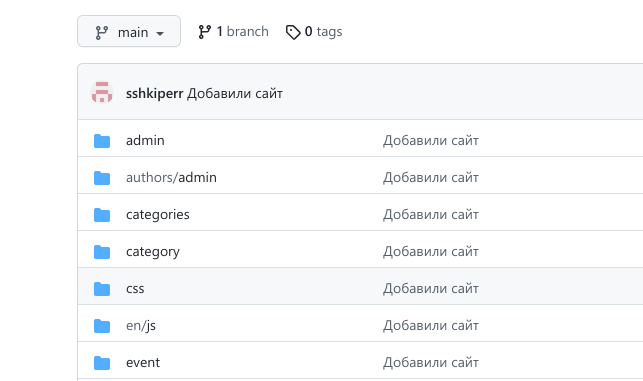 main 1 branch 0 tags
sshkiperr Добавили сайт
admin Добавили сайт
authors/admin Добавили сайт
categories Добавили сайт
category Добавили сайт
css Добавили сайт
en/js Добавили сайт
event Добавили сайт